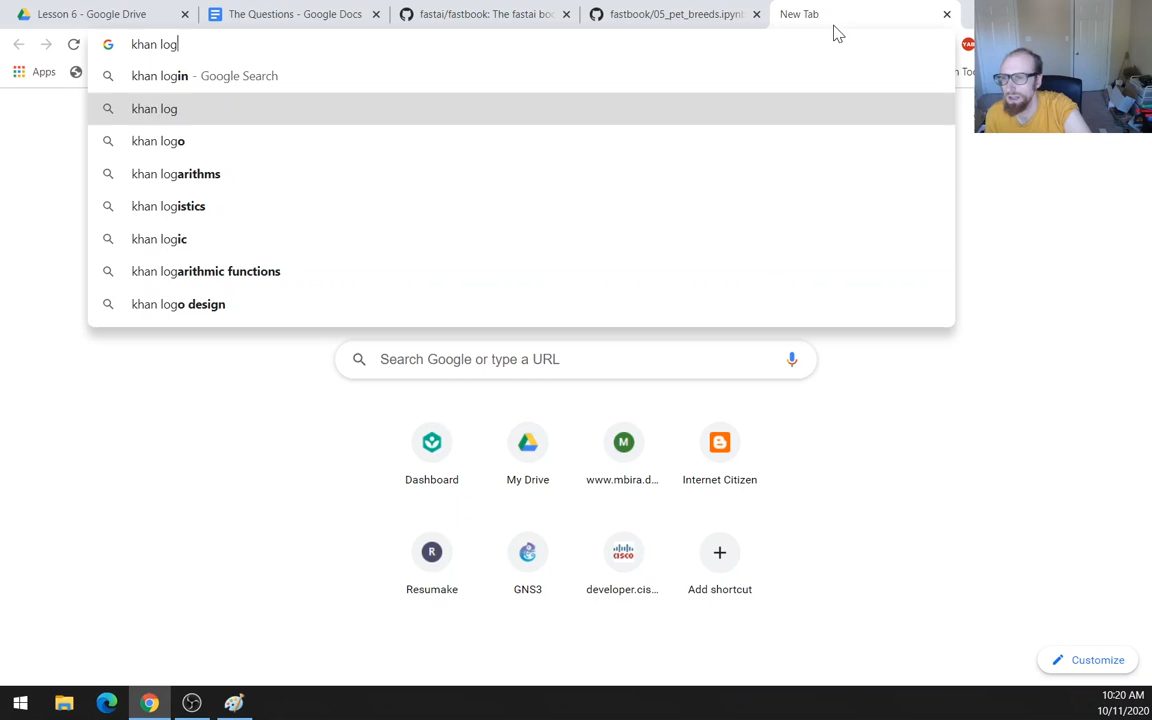 Lesson 6 - Google Drive
The Questions - Google Docs
fastai/fastbook: The fastai boo
fastbook/05_pet_breeds.ipynb
New Tab
khan log
Apps
khan login - Google Search
khan log
khan logo
khan logarithms
khan logistics
khan logic
khan logarithmic functions
khan logo design
Search Google or type a URL
Dashboard
My Drive
M
www.mbira.d...
Internet Citizen
R
Resumake
GNS3
cisco
developer.cis...
Add shortcut
Customize
10:20 AM
10/11/2020